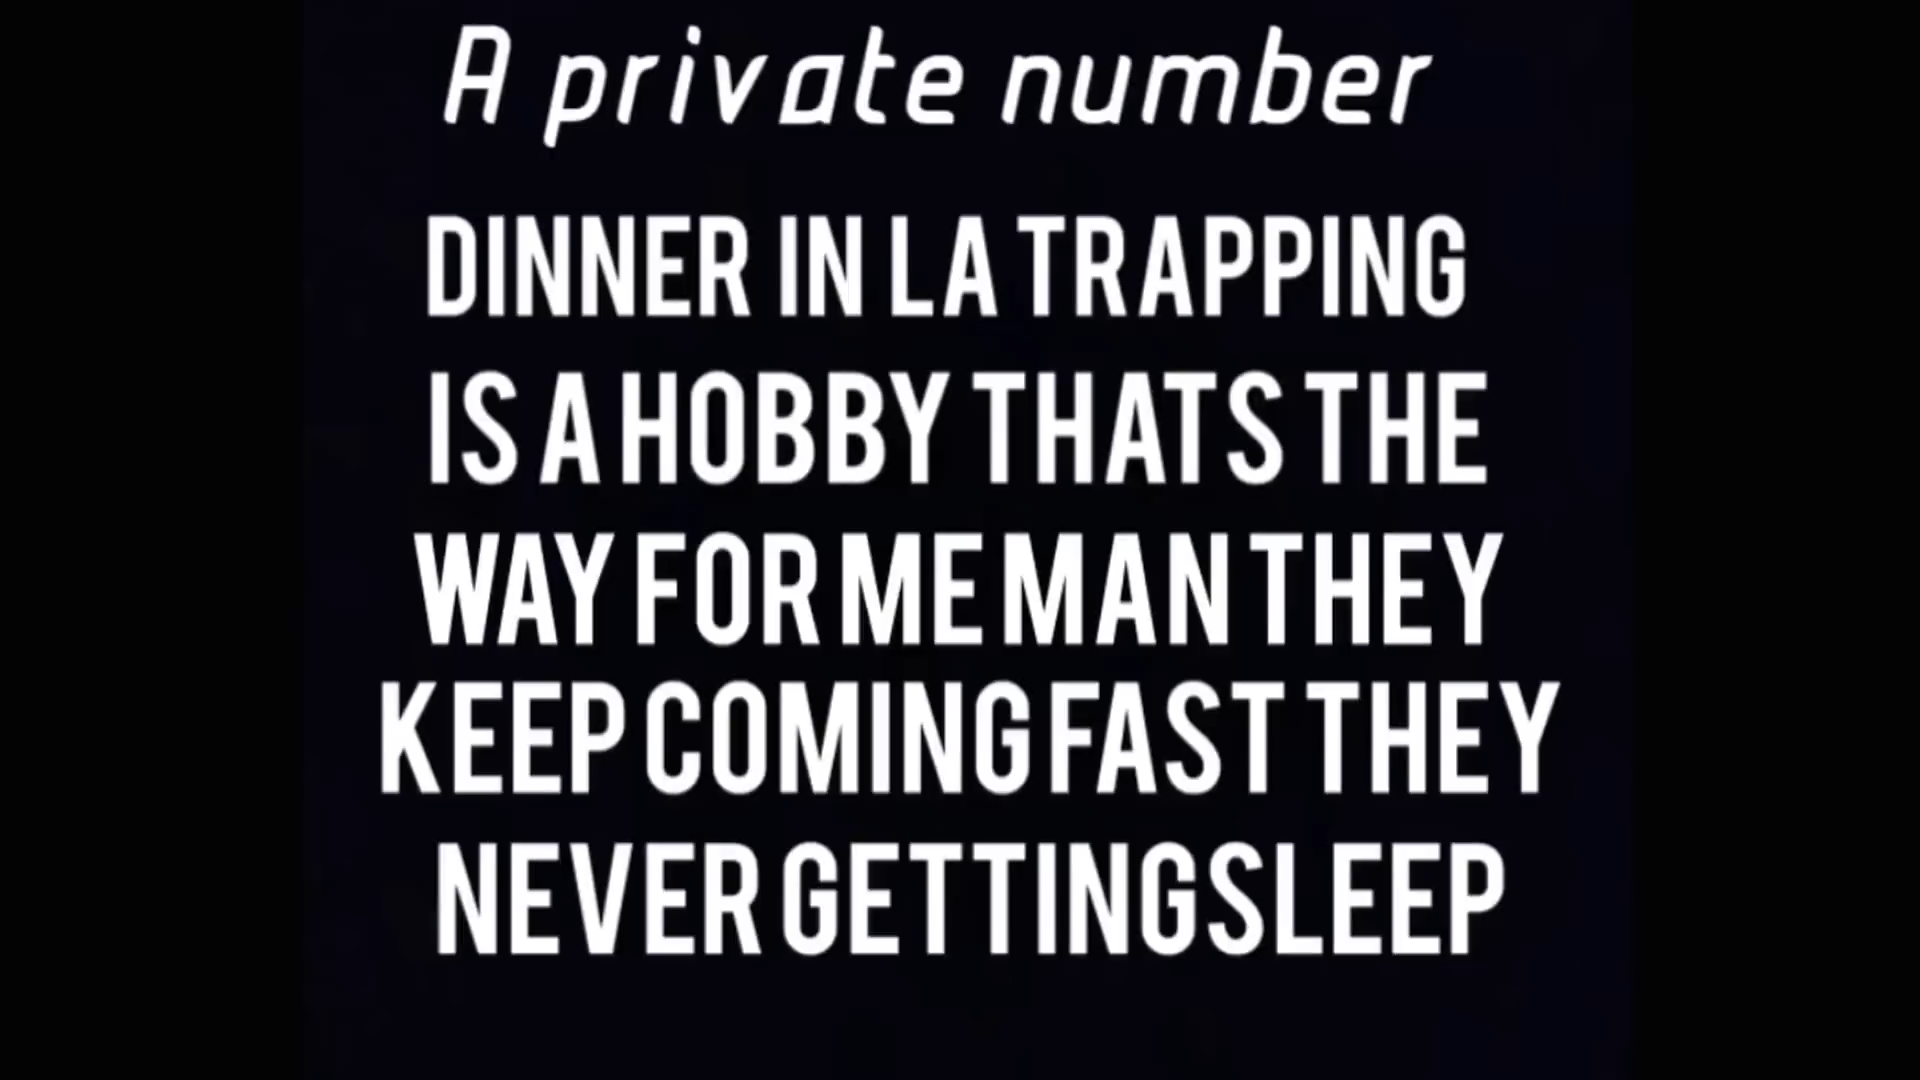 A private number
DINNER IN LA TRAPPING
IS A HOBBY THATS THE
WAY FOR ME MAN THEY
KEEP COMING FAST THEY
NEVER GETTING SLEEP